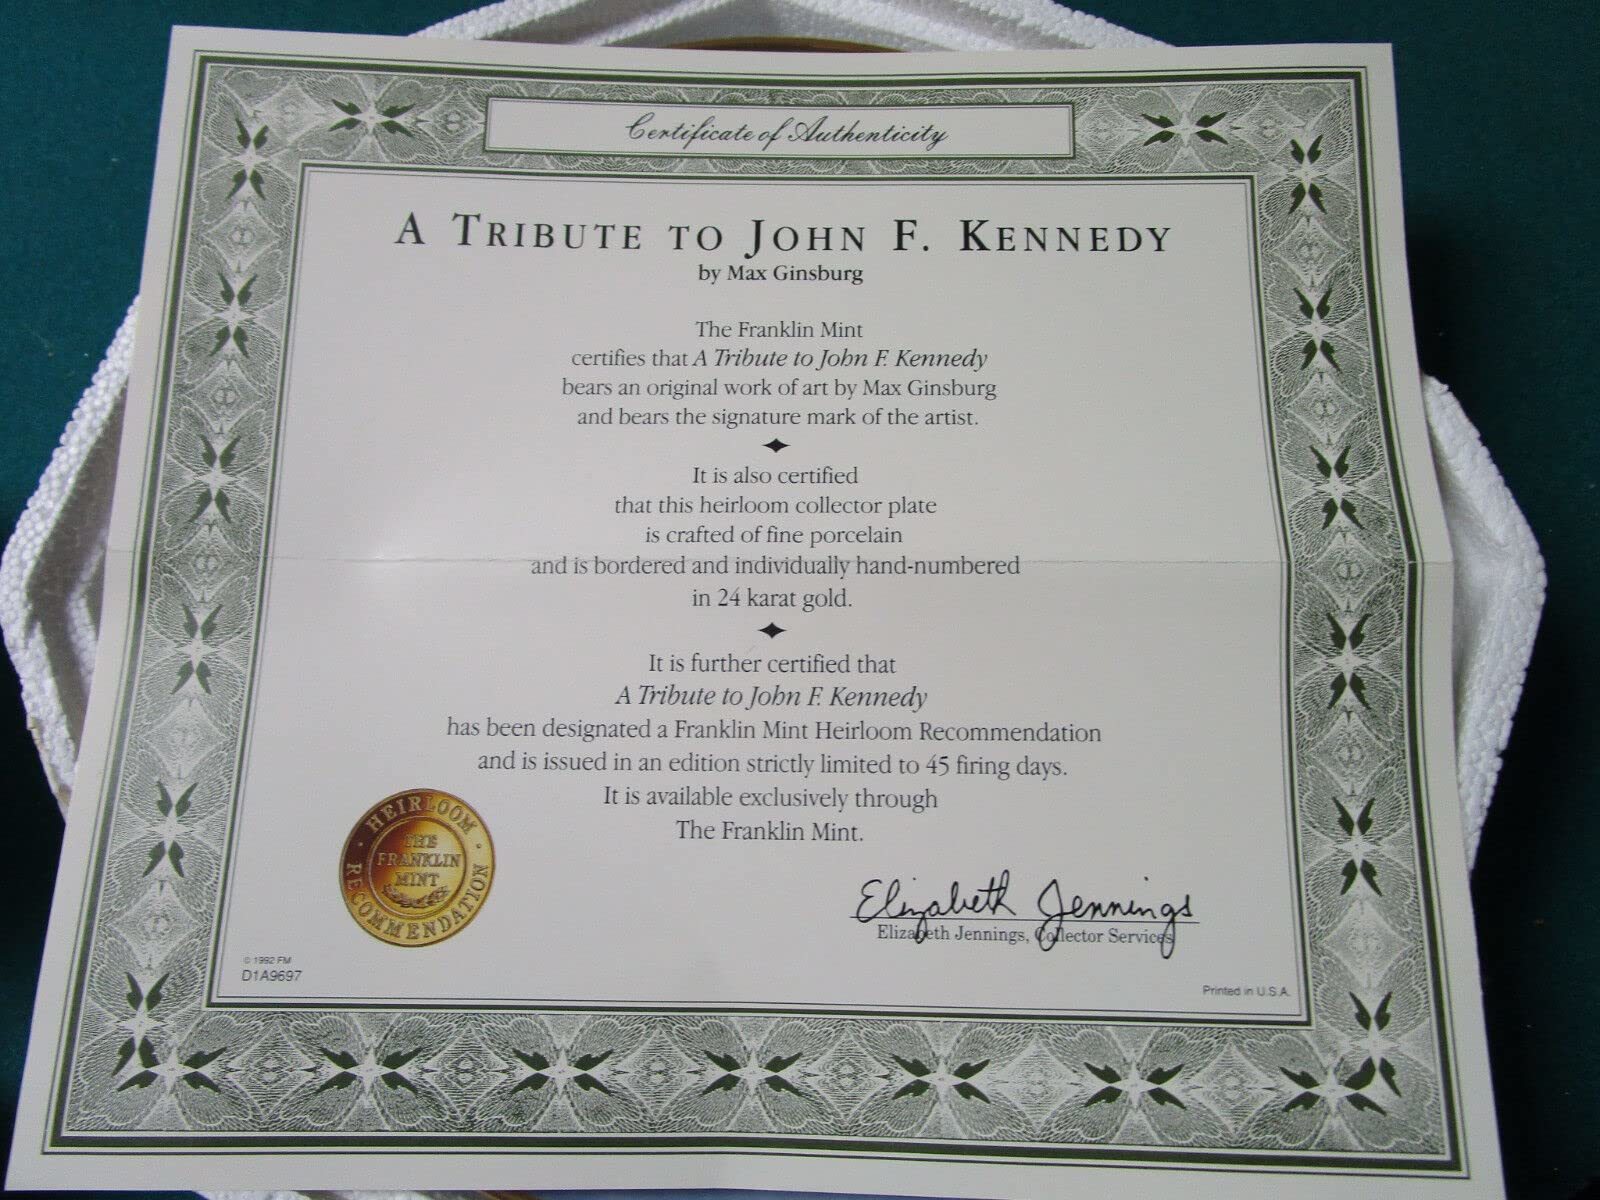 Certificate of Authenticity
A TRIBUTE TO JOHN F. KENNEDY
by Max Ginsburg
The Franklin Mint
certifies that A Tribute to John F. Kennedy
bears an original work of art by Max Ginsburg
and bears the signature mark of the artist.
It is also certified
that this heirloom collector plate
is crafted of fine porcelain
and is bordered and individually hand-numbered
in 24 karat gold.
It is further certified that
A Tribute to John F. Kennedy
has been designated a Franklin Mint Heirloom Recommendation
and is issued in an edition strictly limited to 45 firing days.
It is available exclusively through
The Franklin Mint.
HEIRLOOM
THE
FRANKLIN
MINT
RECOMMENDATION
Elizabeth Jennings
Elizabeth Jennings, Collector Services
© 1992 FM
D1A9697
Printed in U.S.A.